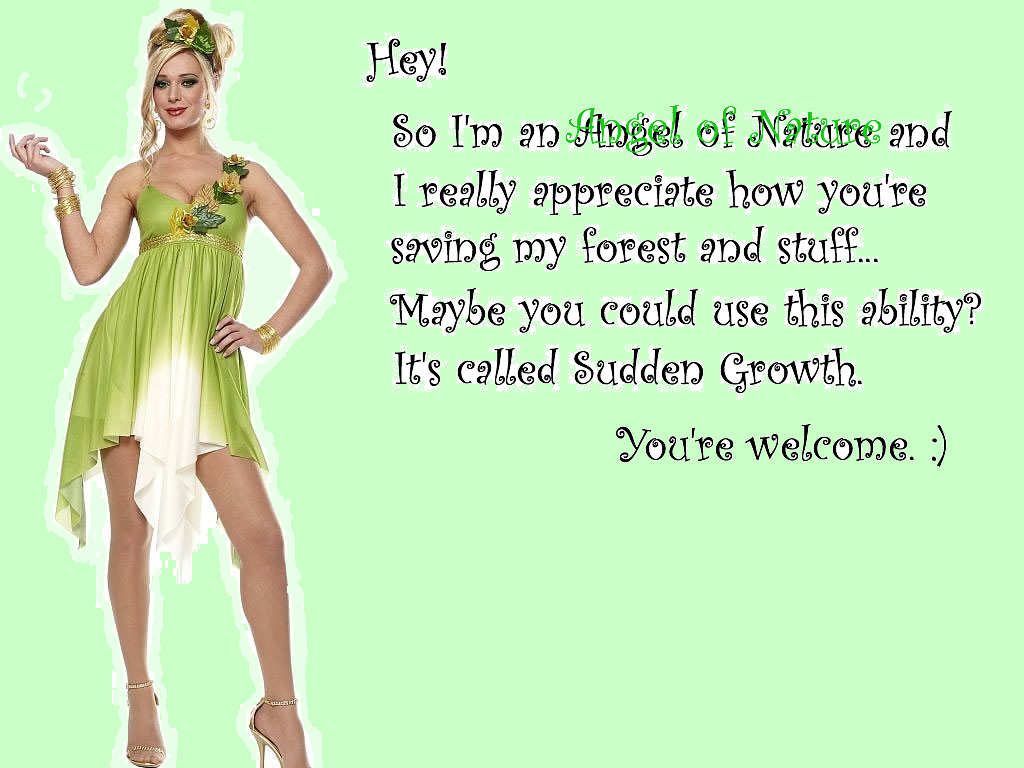 Hey!
So I'm an Angel of Nature and
I really appreciate how you're
saving my forest and stuff...
Maybe you could use this ability?
It's called Sudden Growth.
You're welcome. :)